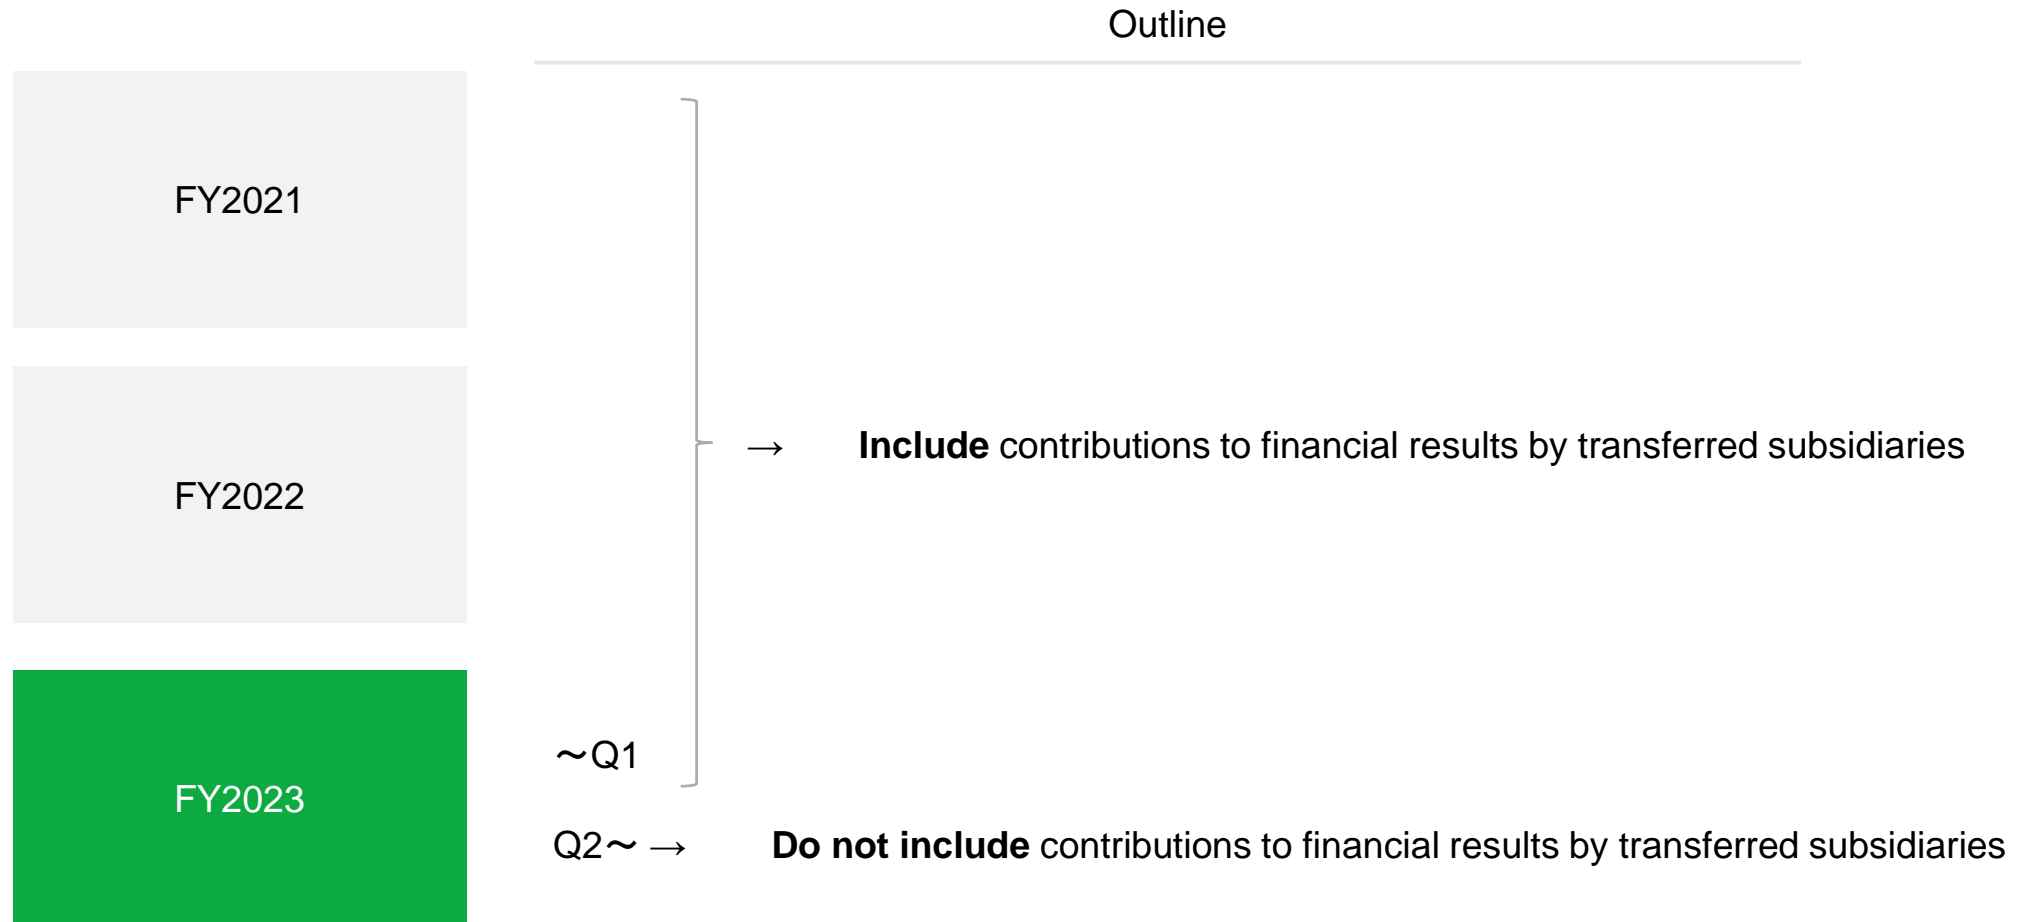 Outline
FY2021
FY2022
→ Include contributions to financial results by transferred subsidiaries
FY2023
～Q1
Q2～ → Do not include contributions to financial results by transferred subsidiaries